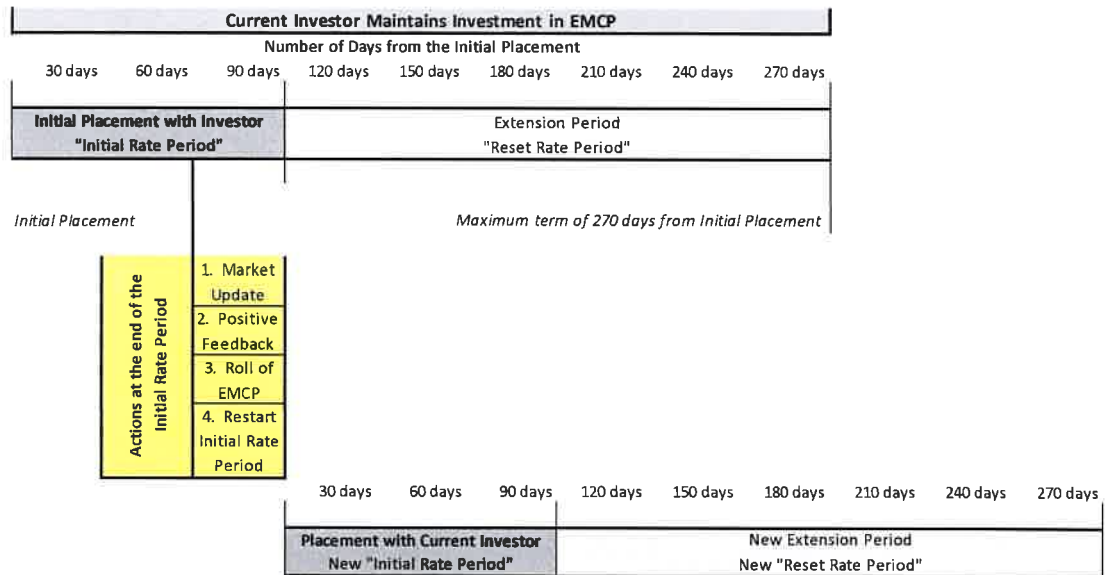 Current Investor Maintains Investment in EMCP
Number of Days from the Initial Placement
30 days 60 days 90 days 120 days 150 days 180 days 210 days 240 days 270 days
Initial Placement with Investor
"Initial Rate Period"
Extension Period
"Reset Rate Period"
Initial Placement
Maximum term of 270 days from Initial Placement
Actions at the end of the
Initial Rate Period
1. Market
Update
2. Positive
Feedback
3. Roll of
EMCP
4. Restart
Initial Rate
Period
30 days 60 days 90 days 120 days 150 days 180 days 210 days 240 days 270 days
Placement with Current Investor
New "Initial Rate Period"
New Extension Period
New "Reset Rate Period"